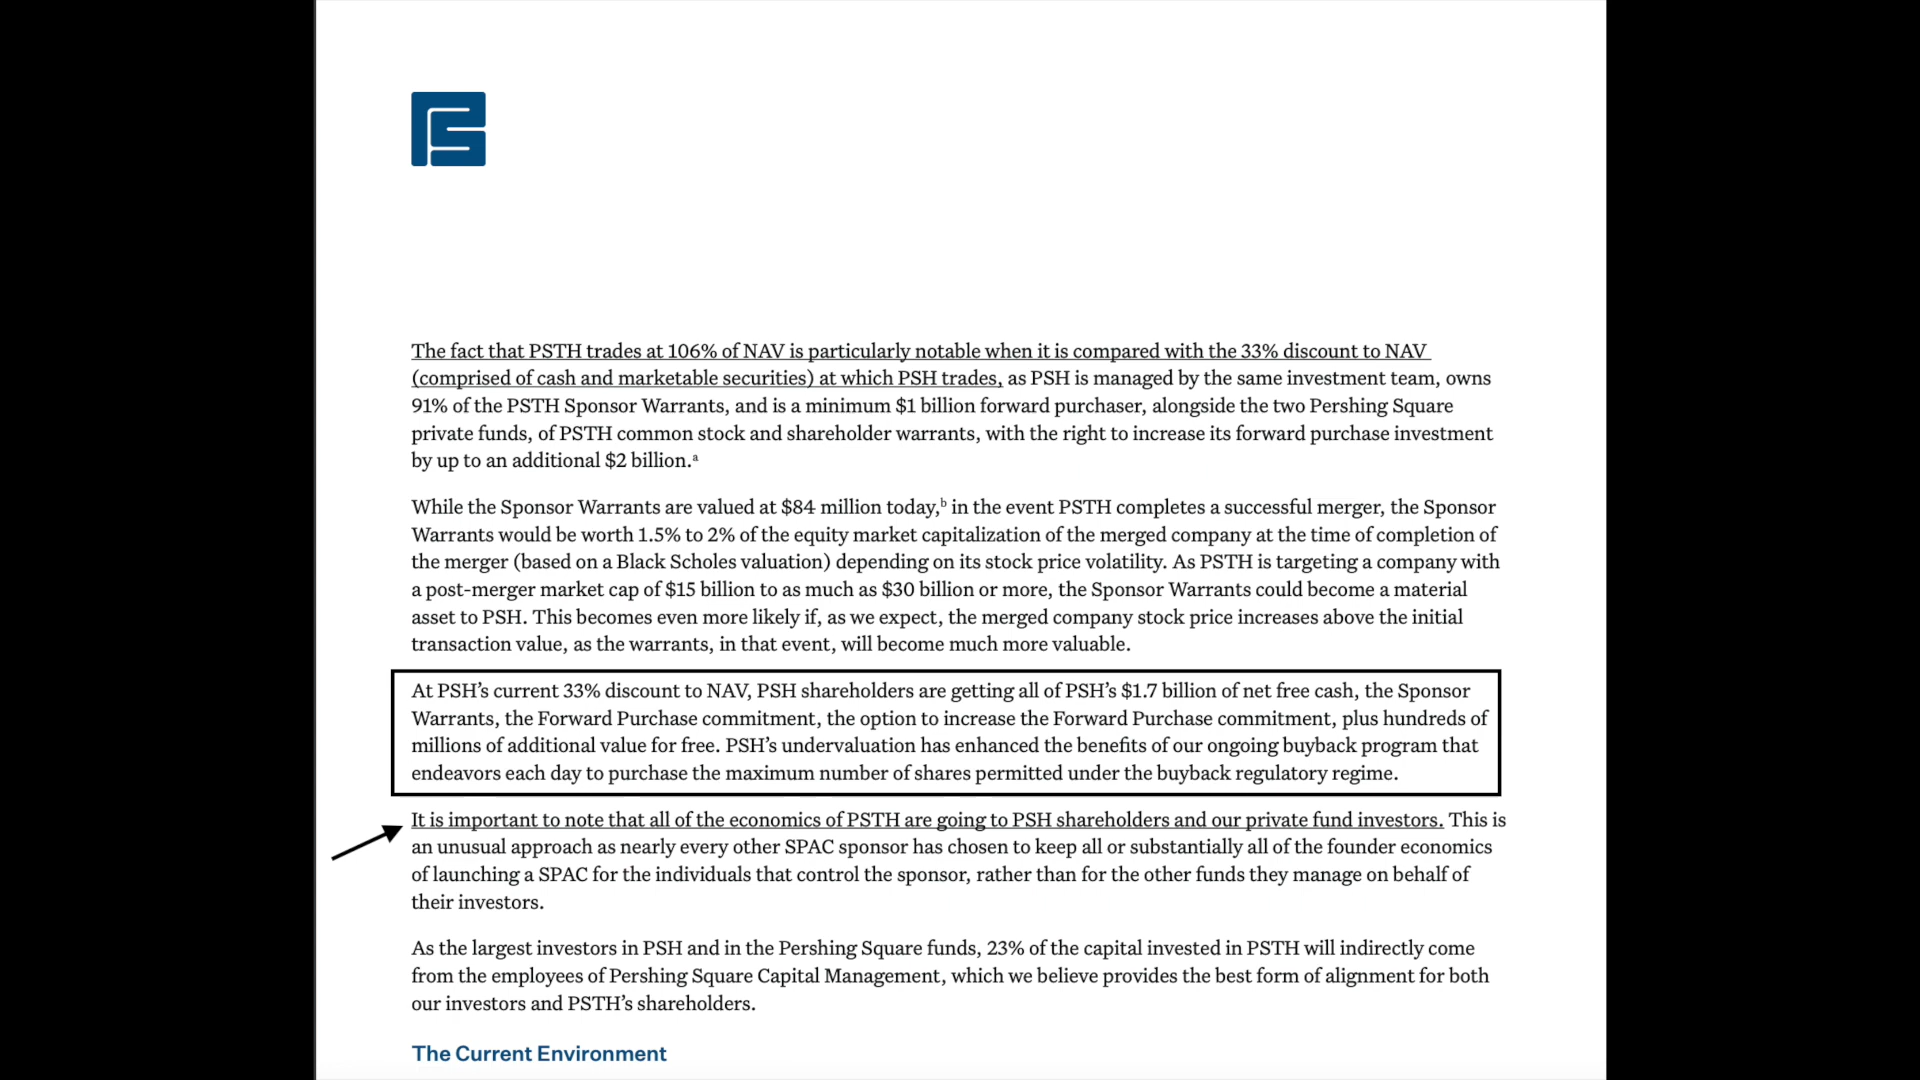 The fact that PSTH trades at 106% of NAV is particularly notable when it is compared with the 33% discount to NAV
(comprised of cash and marketable securities) at which PSH trades, as PSH is managed by the same investment team, owns
91% of the PSTH Sponsor Warrants, and is a minimum $1 billion forward purchaser, alongside the two Pershing Square
private funds, of PSTH common stock and shareholder warrants, with the right to increase its forward purchase investment
by up to an additional $2 billion.ª
While the Sponsor Warrants are valued at $84 million today,ᵇ in the event PSTH completes a successful merger, the Sponsor
Warrants would be worth 1.5% to 2% of the equity market capitalization of the merged company at the time of completion of
the merger (based on a Black Scholes valuation) depending on its stock price volatility. As PSTH is targeting a company with
a post-merger market cap of $15 billion to as much as $30 billion or more, the Sponsor Warrants could become a material
asset to PSH. This becomes even more likely if, as we expect, the merged company stock price increases above the initial
transaction value, as the warrants, in that event, will become much more valuable.
At PSH’s current 33% discount to NAV, PSH shareholders are getting all of PSH’s $1.7 billion of net free cash, the Sponsor
Warrants, the Forward Purchase commitment, the option to increase the Forward Purchase commitment, plus hundreds of
millions of additional value for free. PSH’s undervaluation has enhanced the benefits of our ongoing buyback program that
endeavors each day to purchase the maximum number of shares permitted under the buyback regulatory regime.
It is important to note that all of the economics of PSTH are going to PSH shareholders and our private fund investors. This is
an unusual approach as nearly every other SPAC sponsor has chosen to keep all or substantially all of the founder economics
of launching a SPAC for the individuals that control the sponsor, rather than for the other funds they manage on behalf of
their investors.
As the largest investors in PSH and in the Pershing Square funds, 23% of the capital invested in PSTH will indirectly come
from the employees of Pershing Square Capital Management, which we believe provides the best form of alignment for both
our investors and PSTH’s shareholders.
The Current Environment